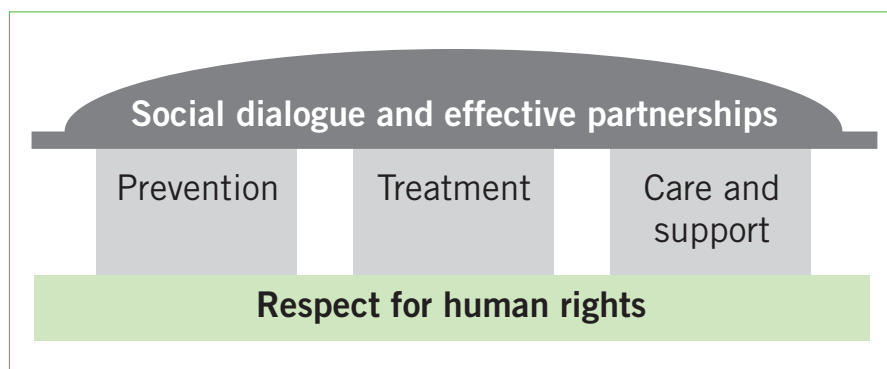 Social dialogue and effective partnerships
Prevention
Treatment
Care and
support
Respect for human rights